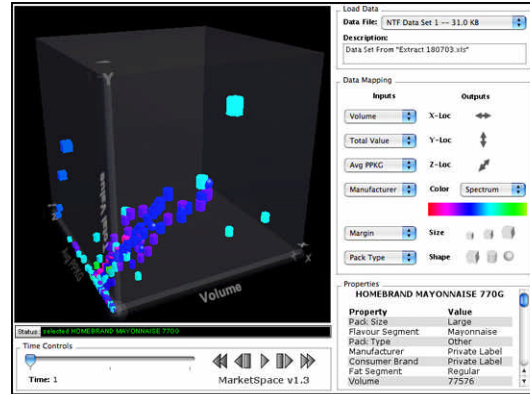 Load Data
Data File: NTF Data Set 1 -- 31.0 KB
Description:
Data Set From "Extract 180703.xls"
Data Mapping
Inputs Outputs
Volume X-Loc
Total Value Y-Loc
Avg PPKG Z-Loc
Manufacturer Color Spectrum
Margin Size
Pack Type Shape
Y
Total Value
Volume
X
Status: selected HOMEBRAND MAYONNAISE 770G
Time Controls
Time: 1
MarketSpace v1.3
Properties
HOMEBRAND MAYONNAISE 770G
Property Value
Pack Size Large
Flavour Segment Mayonnaise
Pack Type Other
Manufacturer Private Label
Consumer Brand Private Label
Fat Segment Regular
Volume 77576